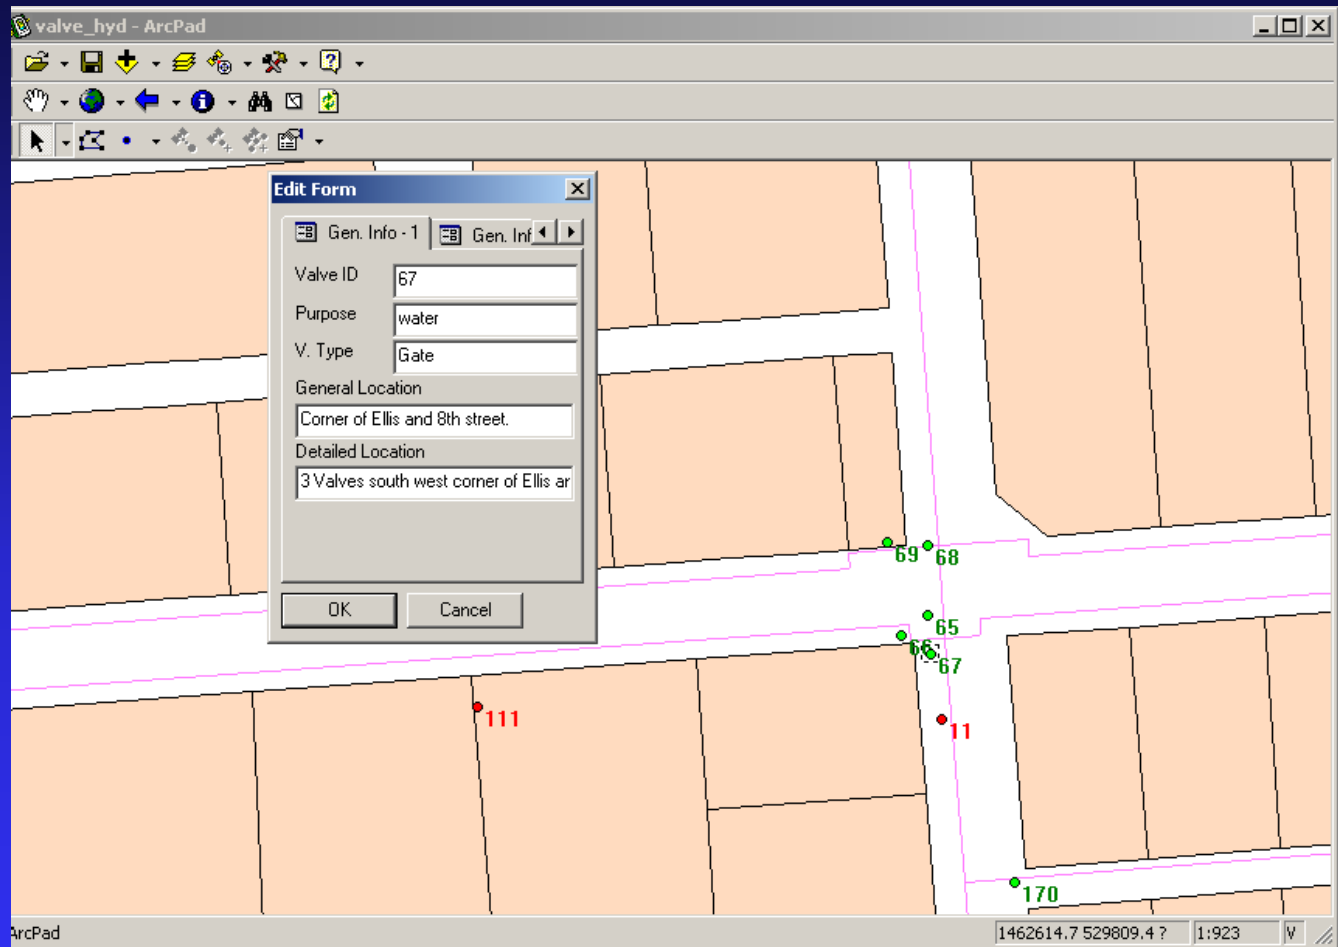 valve_hyd - ArcPad
Edit Form
Gen. Info - 1
Gen. Inf
Valve ID
67
Purpose
water
V. Type
Gate
General Location
Corner of Ellis and 8th street.
Detailed Location
3 Valves south west corner of Ellis ar
OK
Cancel
69
68
65
66
67
111
11
170
ArcPad
1462614.7 529809.4 ?
1:923
V